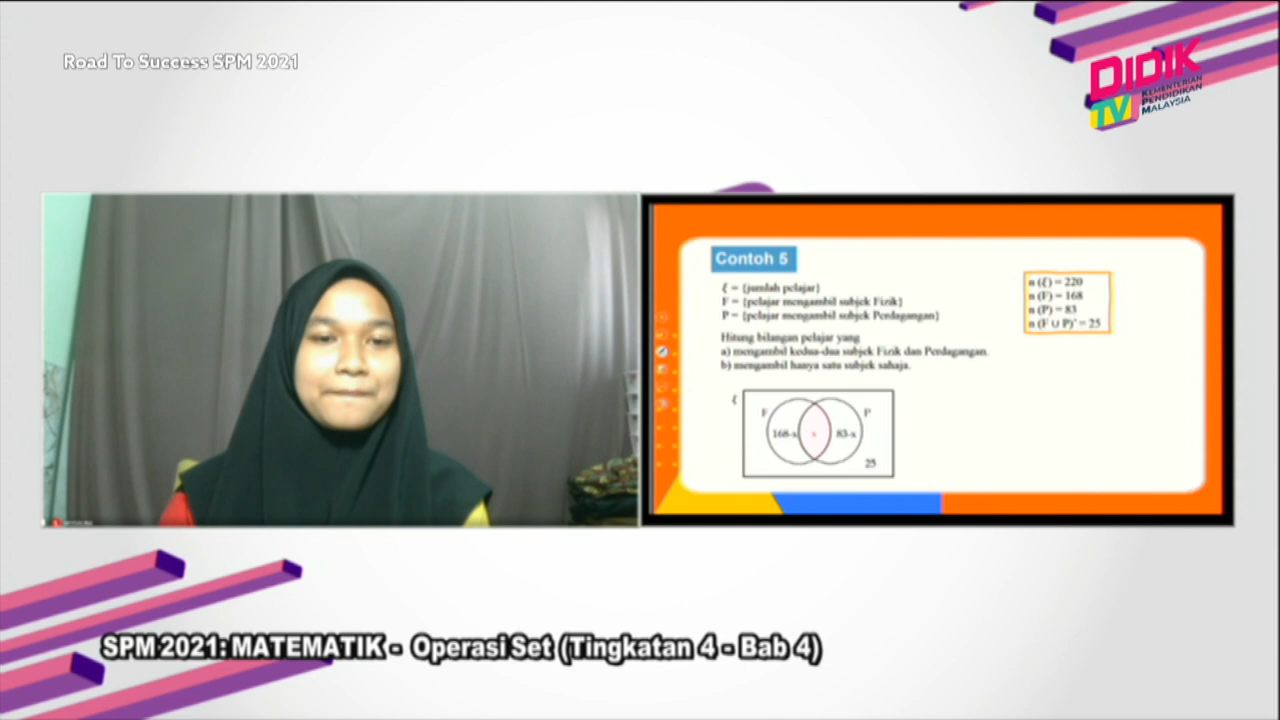 Road To Success SPM 2021
DIDIK
TV
KEMENTERIAN
PENDIDIKAN
MALAYSIA
Contoh 5
ξ = {jumlah pelajar}
F = {pelajar mengambil subjek Fizik}
P = {pelajar mengambil subjek Perdagangan}
n (ξ) = 220
n (F) = 168
n (P) = 83
n (F ∪ P)' = 25
Hitung bilangan pelajar yang
a) mengambil kedua-dua subjek Fizik dan Perdagangan.
b) mengambil hanya satu subjek sahaja.
ξ
F
P
168-x
x
83-x
25
SPM 2021: MATEMATIK - Operasi Set (Tingkatan 4 - Bab 4)